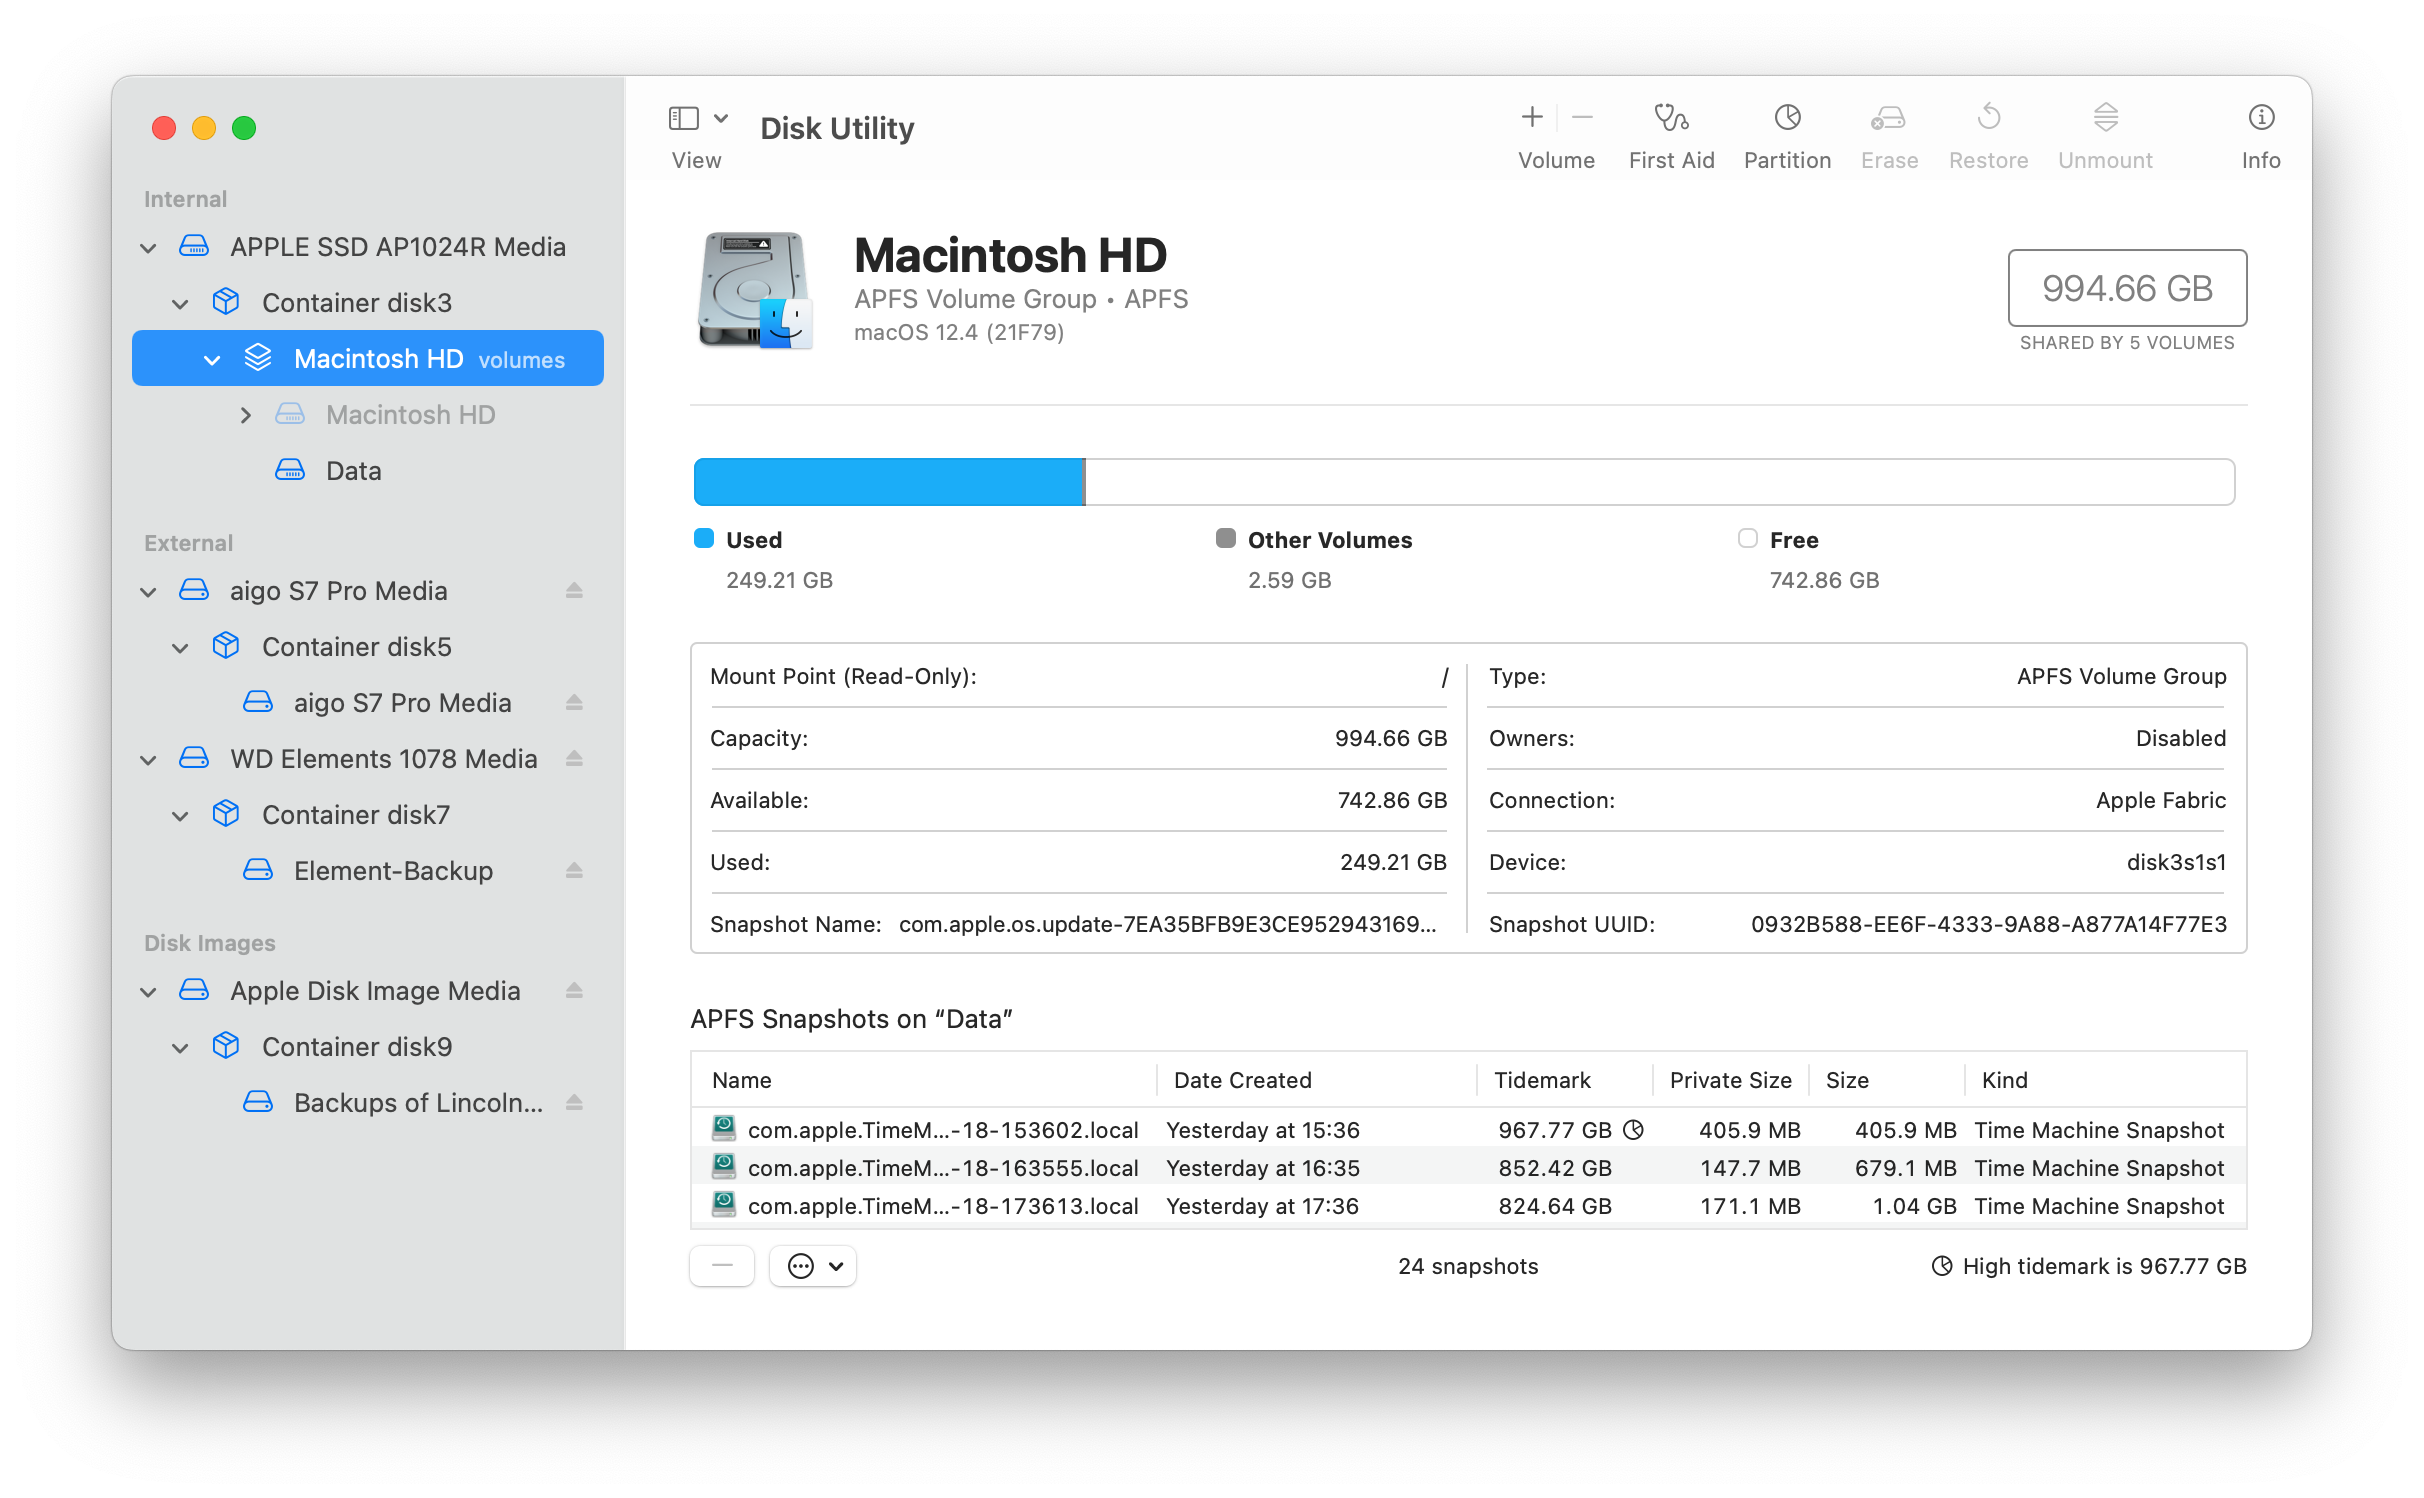 Disk Utility
View
Volume
First Aid
Partition
Erase
Restore
Unmount
Info
Internal
APPLE SSD AP1024R Media
Container disk3
Macintosh HD volumes
Macintosh HD
Data
External
aigo S7 Pro Media
Container disk5
aigo S7 Pro Media
WD Elements 1078 Media
Container disk7
Element-Backup
Disk Images
Apple Disk Image Media
Container disk9
Backups of Lincoln...
Macintosh HD
APFS Volume Group • APFS
macOS 12.4 (21F79)
994.66 GB
SHARED BY 5 VOLUMES
Used
249.21 GB
Other Volumes
2.59 GB
Free
742.86 GB
Mount Point (Read-Only): /
Capacity: 994.66 GB
Available: 742.86 GB
Used: 249.21 GB
Snapshot Name: com.apple.os.update-7EA35BFB9E3CE952943169...
Type: APFS Volume Group
Owners: Disabled
Connection: Apple Fabric
Device: disk3s1s1
Snapshot UUID: 0932B588-EE6F-4333-9A88-A877A14F77E3
APFS Snapshots on “Data”
Name Date Created Tidemark Private Size Size Kind
com.apple.TimeM...-18-153602.local Yesterday at 15:36 967.77 GB 405.9 MB 405.9 MB Time Machine Snapshot
com.apple.TimeM...-18-163555.local Yesterday at 16:35 852.42 GB 147.7 MB 679.1 MB Time Machine Snapshot
com.apple.TimeM...-18-173613.local Yesterday at 17:36 824.64 GB 171.1 MB 1.04 GB Time Machine Snapshot
24 snapshots
High tidemark is 967.77 GB